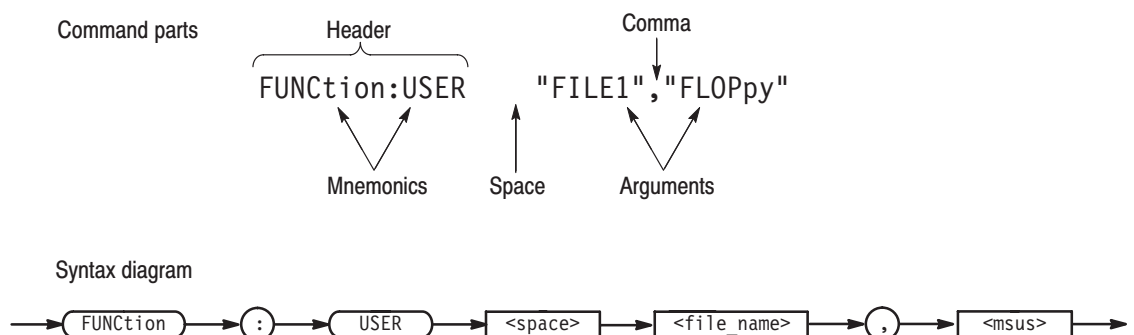 Command parts Header Comma
FUNCtion:USER "FILE1","FLOPpy"
Mnemonics Space Arguments
Syntax diagram
FUNCtion : USER <space> <file_name> , <msus>